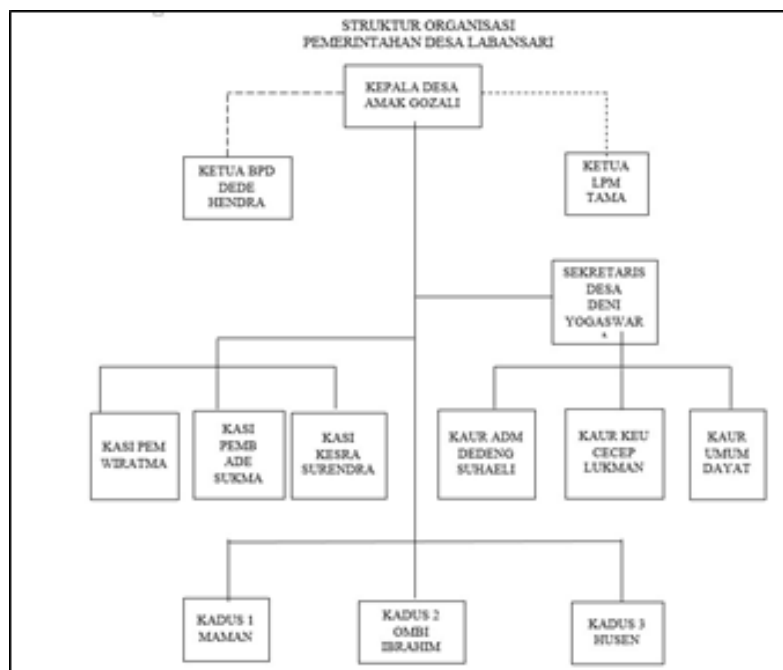 STRUKTUR ORGANISASI
PEMERINTAHAN DESA LABANSARI
KEPALA DESA
AMAK GOZALI
KETUA BPD
DEDE
HENDRA
KETUA
LPM
TAMA
SEKRETARIS
DESA
DENI
YOGASWAR
A
KASI PEM
WIRATMA
KASI
PEMB
ADE
SUKMA
KASI
KESRA
SURENDRA
KAUR ADM
DEDENG
SUHAELI
KAUR KEU
CECEP
LUKMAN
KAUR
UMUM
DAYAT
KADUS 1
MAMAN
KADUS 2
OMBI
IBRAHIM
KADUS 3
HUSEN